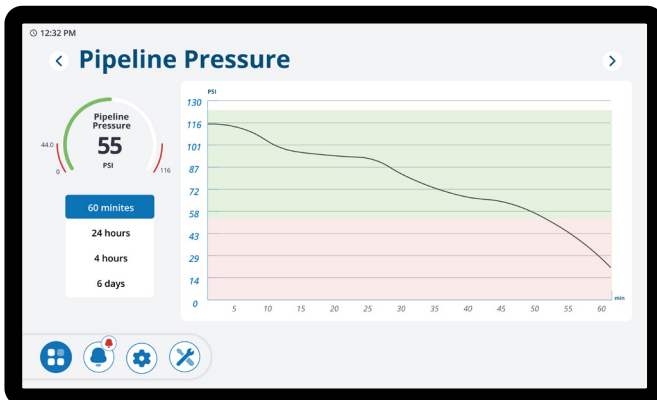 12:32 PM
Pipeline Pressure
Pipeline
Pressure
55
PSI
44.0
0
116
60 minites
24 hours
4 hours
6 days
PSI
130
116
101
87
72
58
43
29
14
0
5 10 15 20 25 30 35 40 45 50 55 60
min